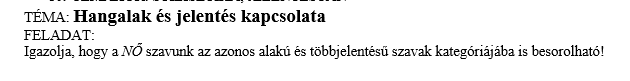 TÉMA: Hangalak és jelentés kapcsolata
FELADAT:
Igazolja, hogy a NŐ szavunk az azonos alakú és többjelentésű szavak kategóriájába is besorolható!